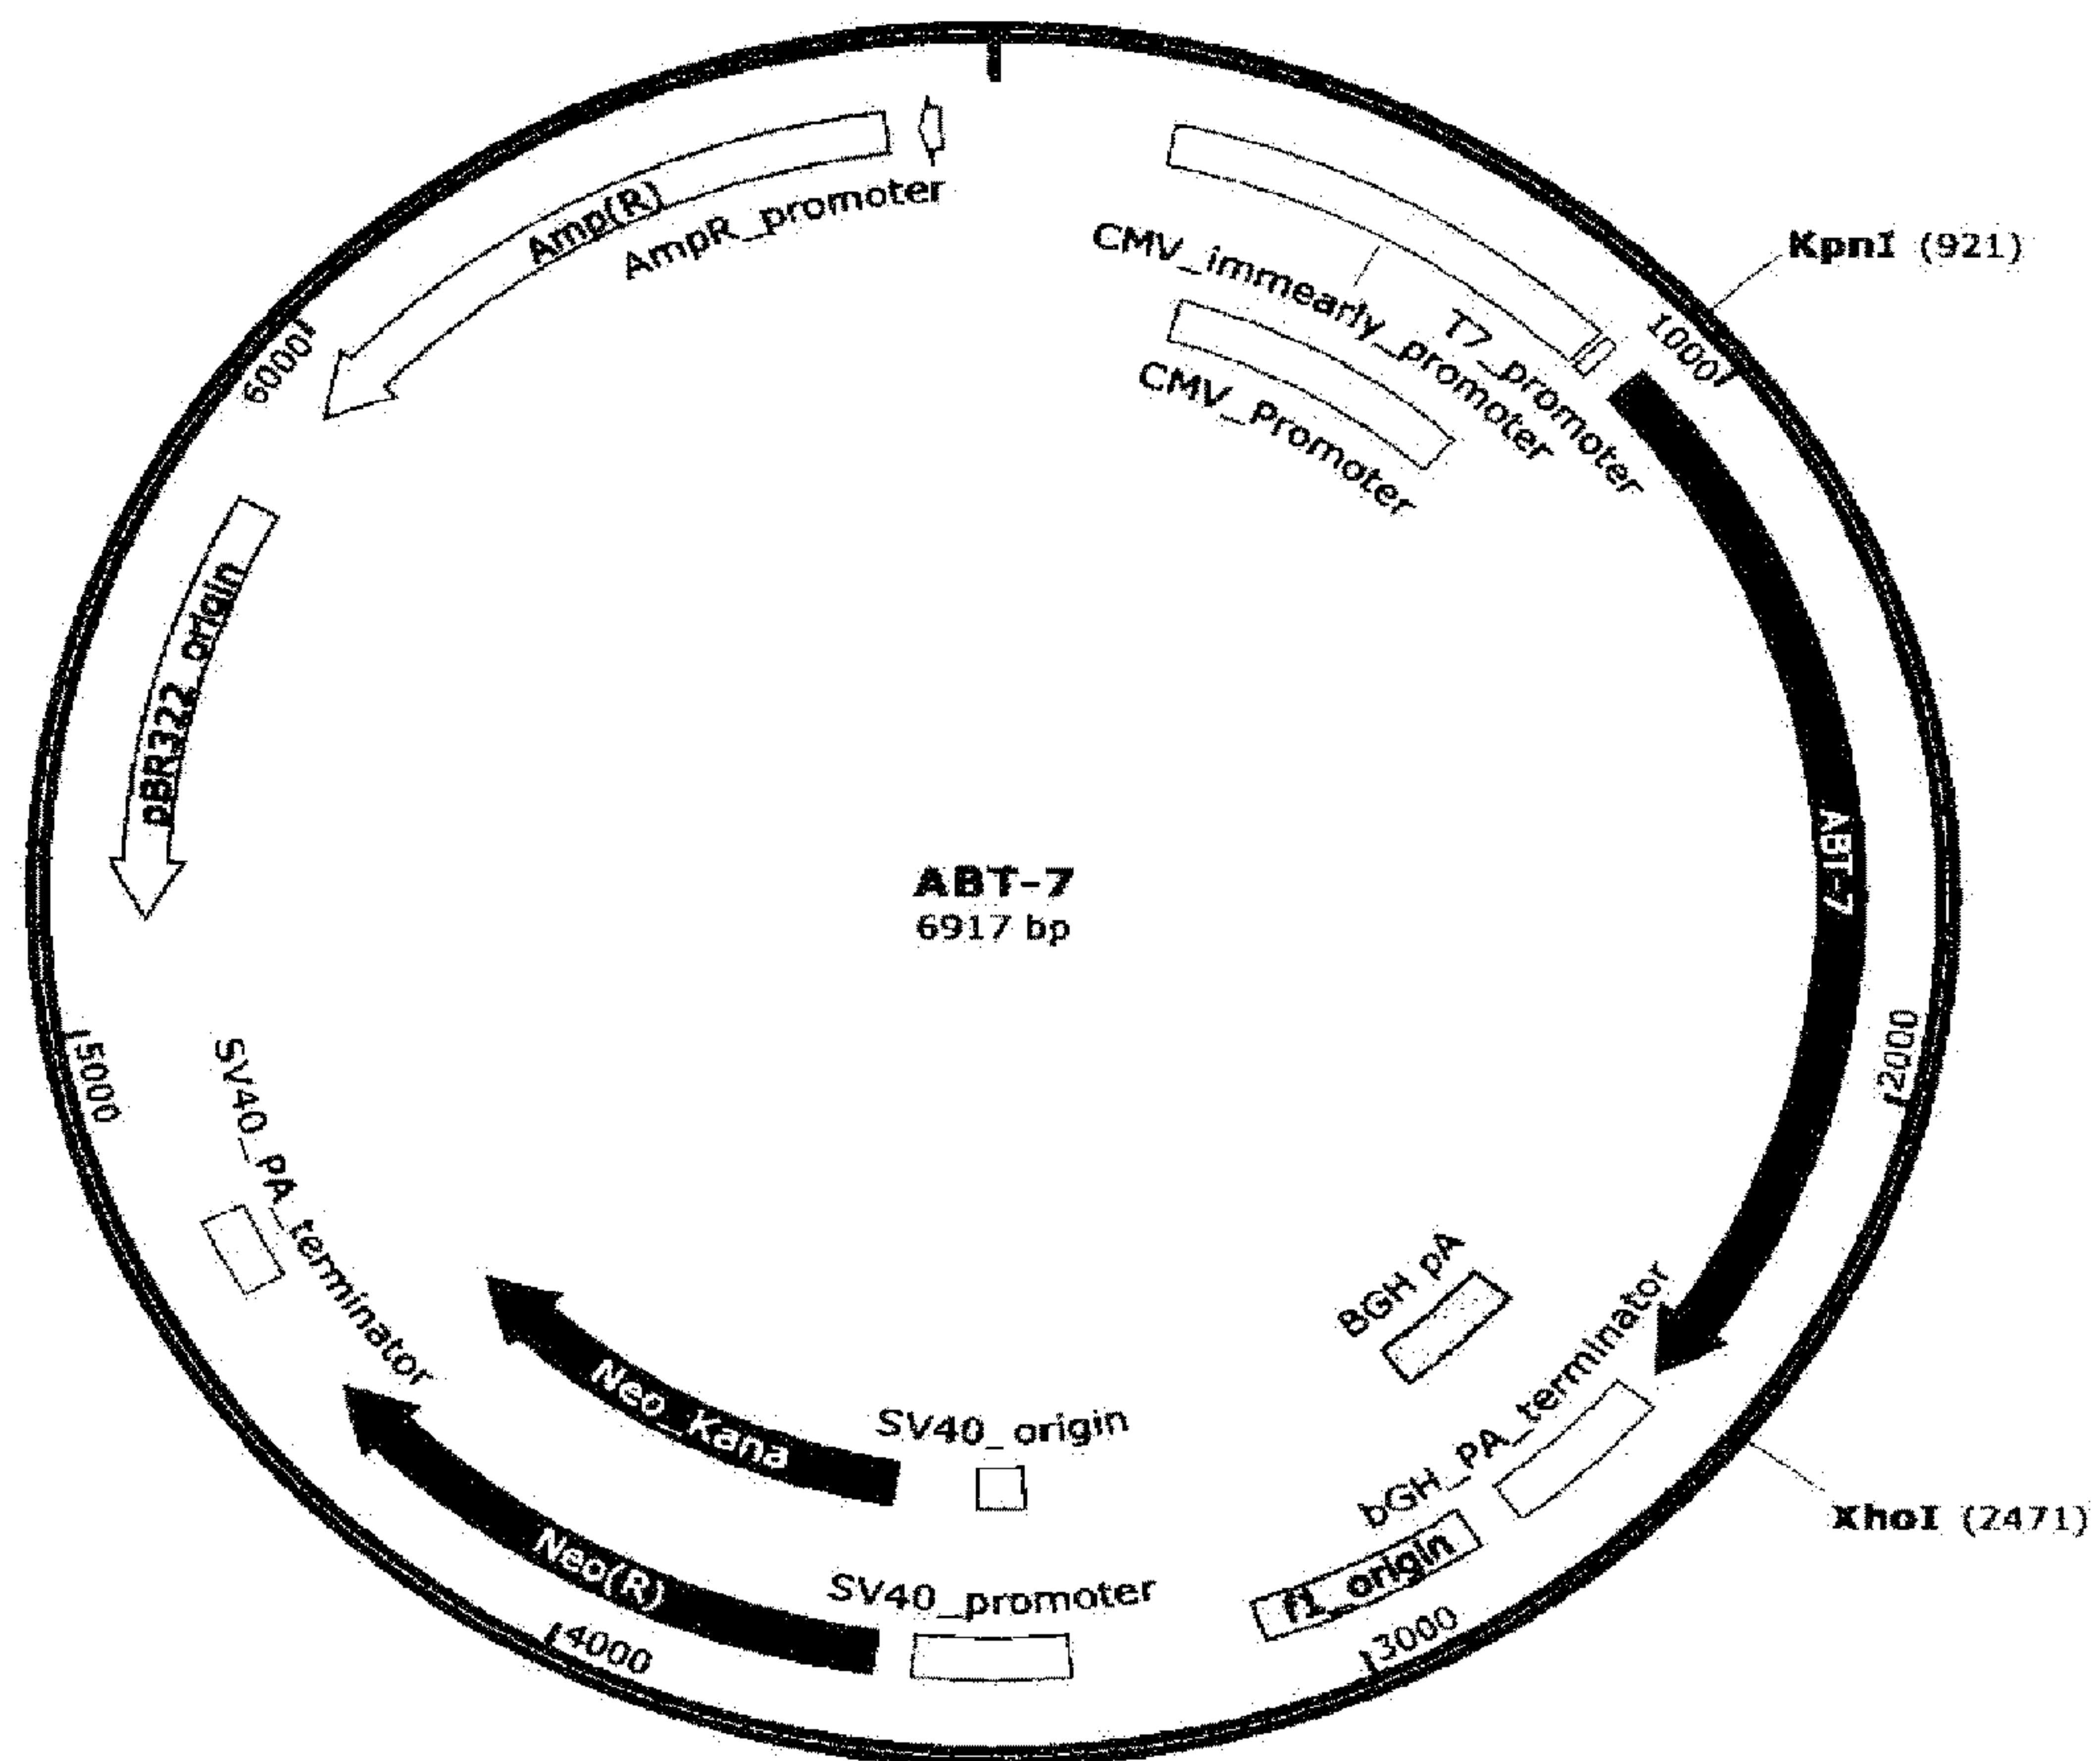 AmpR_promoter
Amp(R)
CMV_immearly_promoter
T7_promoter
CMV_Promoter
KpnI (921)
1000
6000
pBR322_origin
ABT-7
ABT-7
6917 bp
2000
5000
SV40_PA_terminator
BGH pA
bGH_PA_terminator
XhoI (2471)
f1_origin
3000
Neo_Kana
SV40_origin
Neo(R)
SV40_promoter
4000